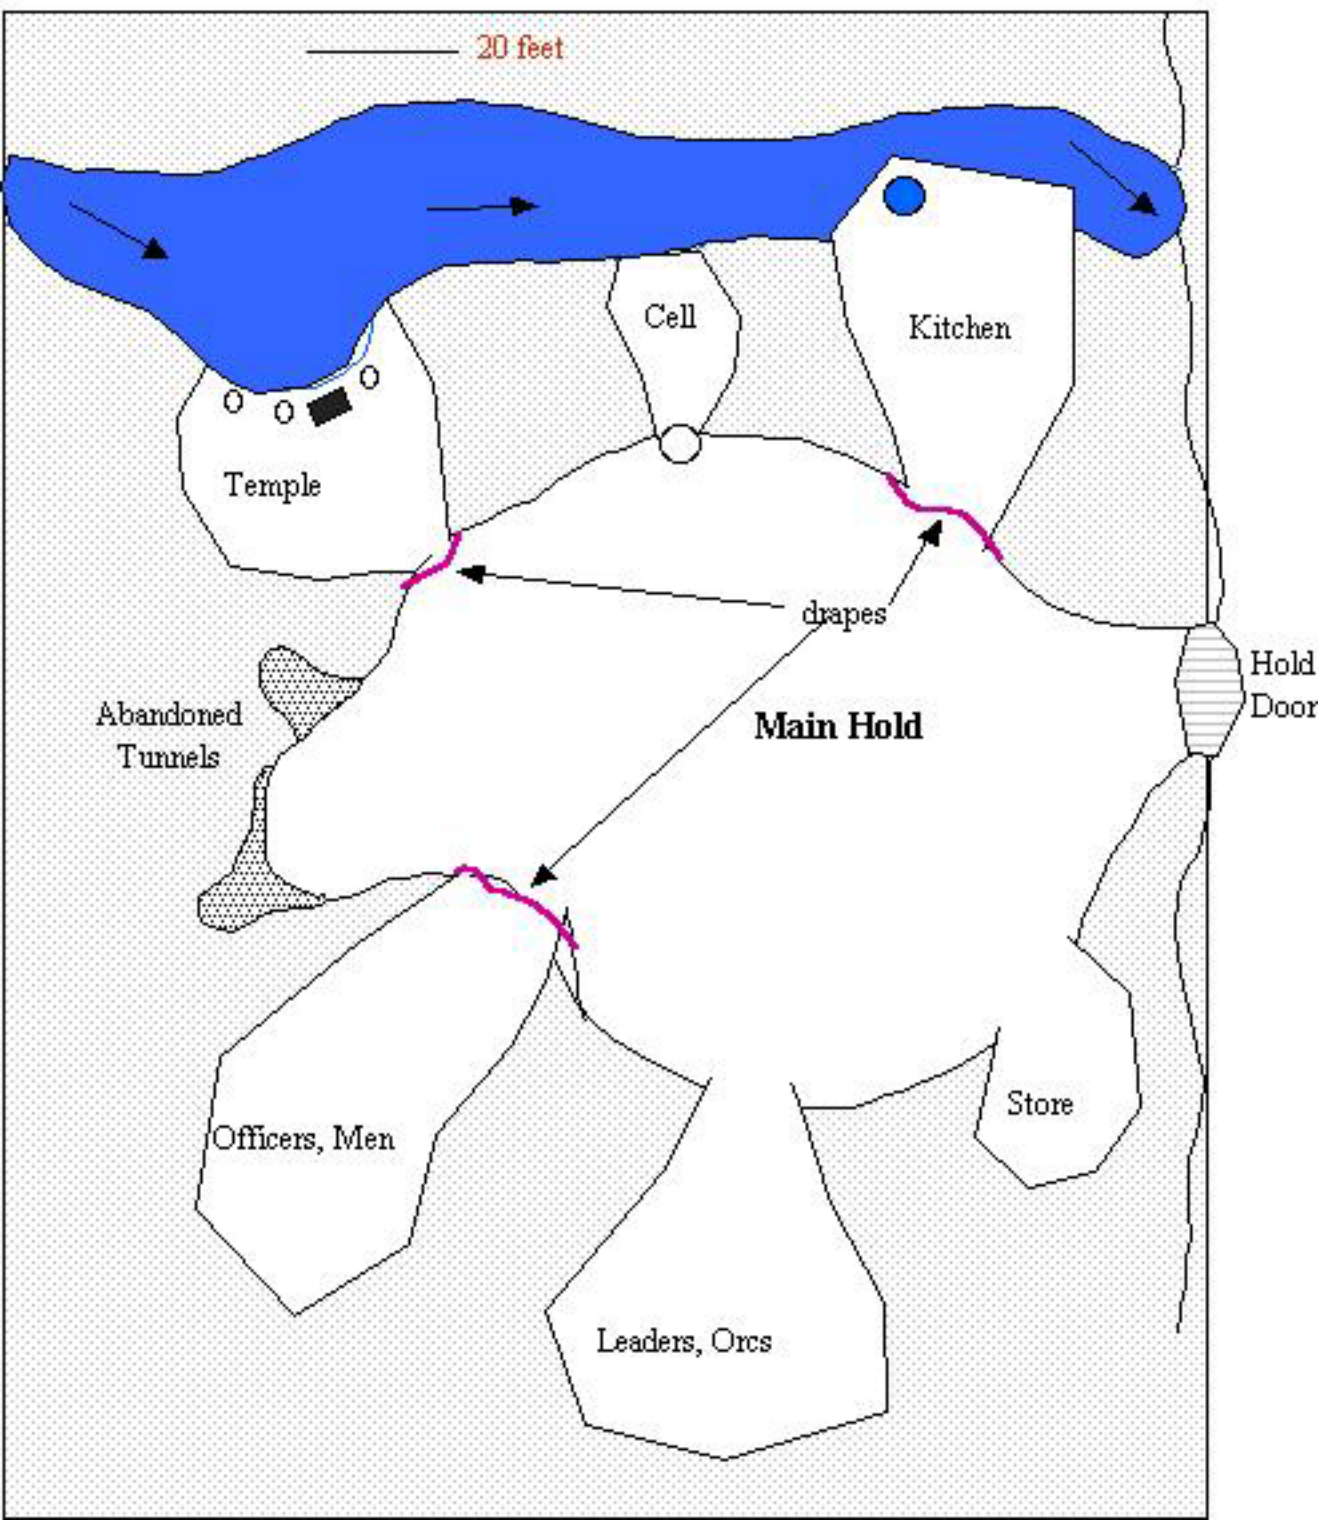 20 feet
Cell
Kitchen
Temple
drapes
Hold
Door
Abandoned
Tunnels
Main Hold
Officers, Men
Store
Leaders, Orcs